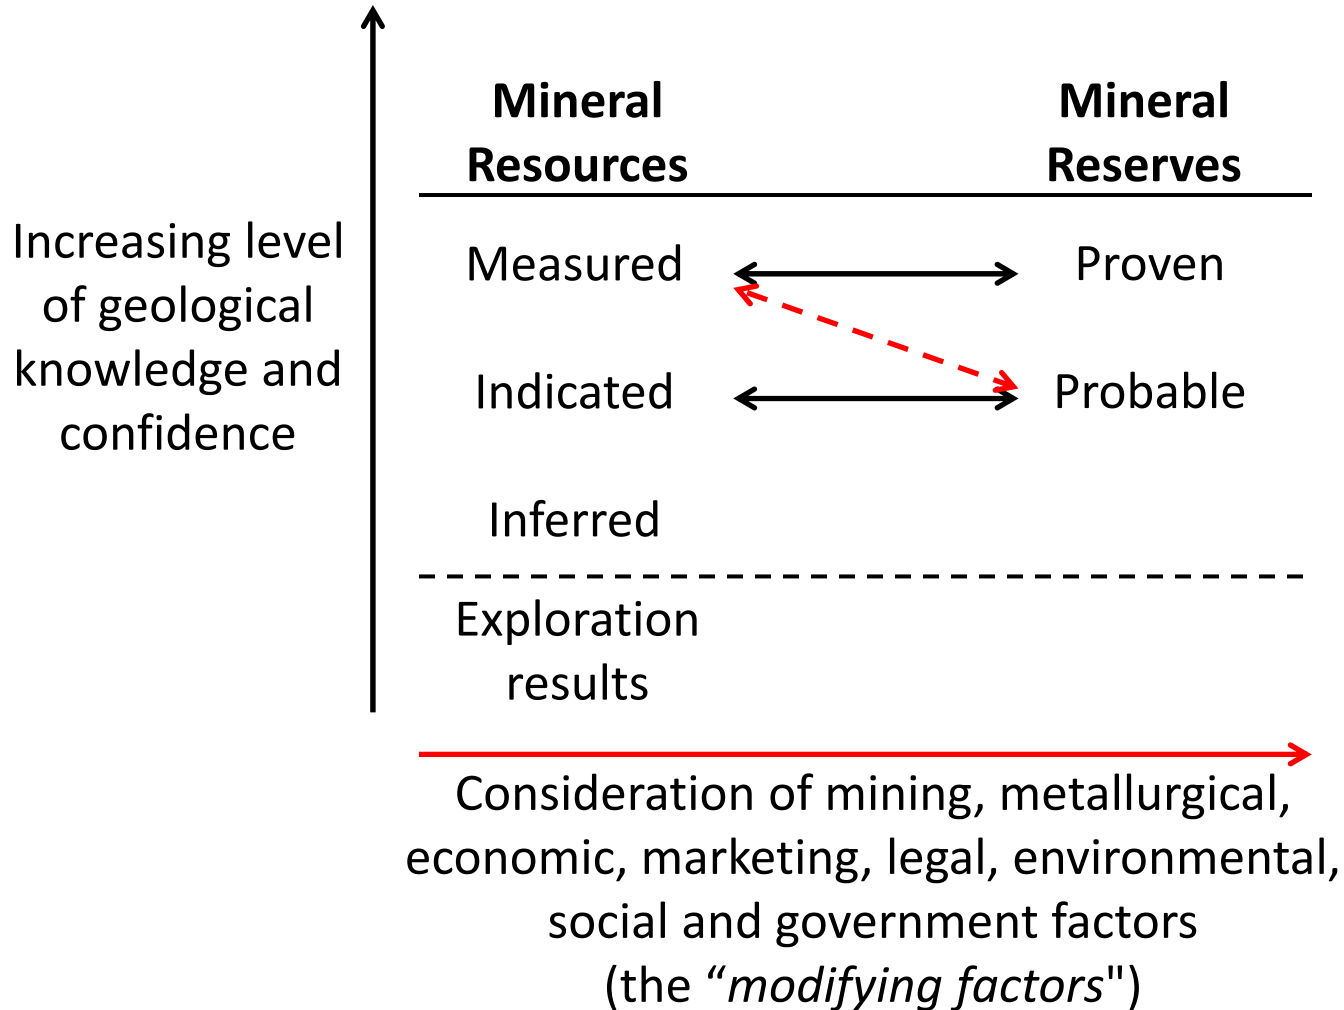 Mineral
Resources
Mineral
Reserves
Increasing level
of geological
knowledge and
confidence
Measured
Proven
Indicated
Probable
Inferred
Exploration
results
Consideration of mining, metallurgical,
economic, marketing, legal, environmental,
social and government factors
(the “modifying factors")